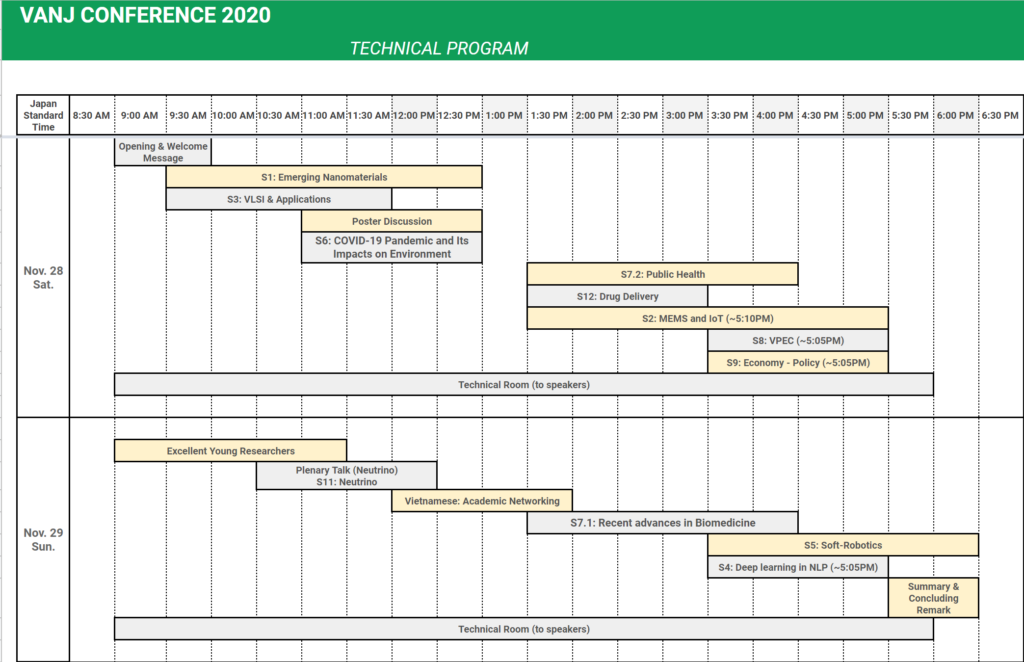 VANJ CONFERENCE 2020
TECHNICAL PROGRAM
Japan
Standard
Time
8:30 AM 9:00 AM 9:30 AM 10:00 AM 10:30 AM 11:00 AM 11:30 AM 12:00 PM 12:30 PM 1:00 PM 1:30 PM 2:00 PM 2:30 PM 3:00 PM 3:30 PM 4:00 PM 4:30 PM 5:00 PM 5:30 PM 6:00 PM 6:30 PM
Nov. 28
Sat.
Opening & Welcome
Message
S1: Emerging Nanomaterials
S3: VLSI & Applications
Poster Discussion
S6: COVID-19 Pandemic and Its
Impacts on Environment
S7.2: Public Health
S12: Drug Delivery
S2: MEMS and IoT (~5:10PM)
S8: VPEC (~5:05PM)
S9: Economy - Policy (~5:05PM)
Technical Room (to speakers)
Nov. 29
Sun.
Excellent Young Researchers
Plenary Talk (Neutrino)
S11: Neutrino
Vietnamese: Academic Networking
S7.1: Recent advances in Biomedicine
S5: Soft-Robotics
S4: Deep learning in NLP (~5:05PM)
Summary &
Concluding
Remark
Technical Room (to speakers)